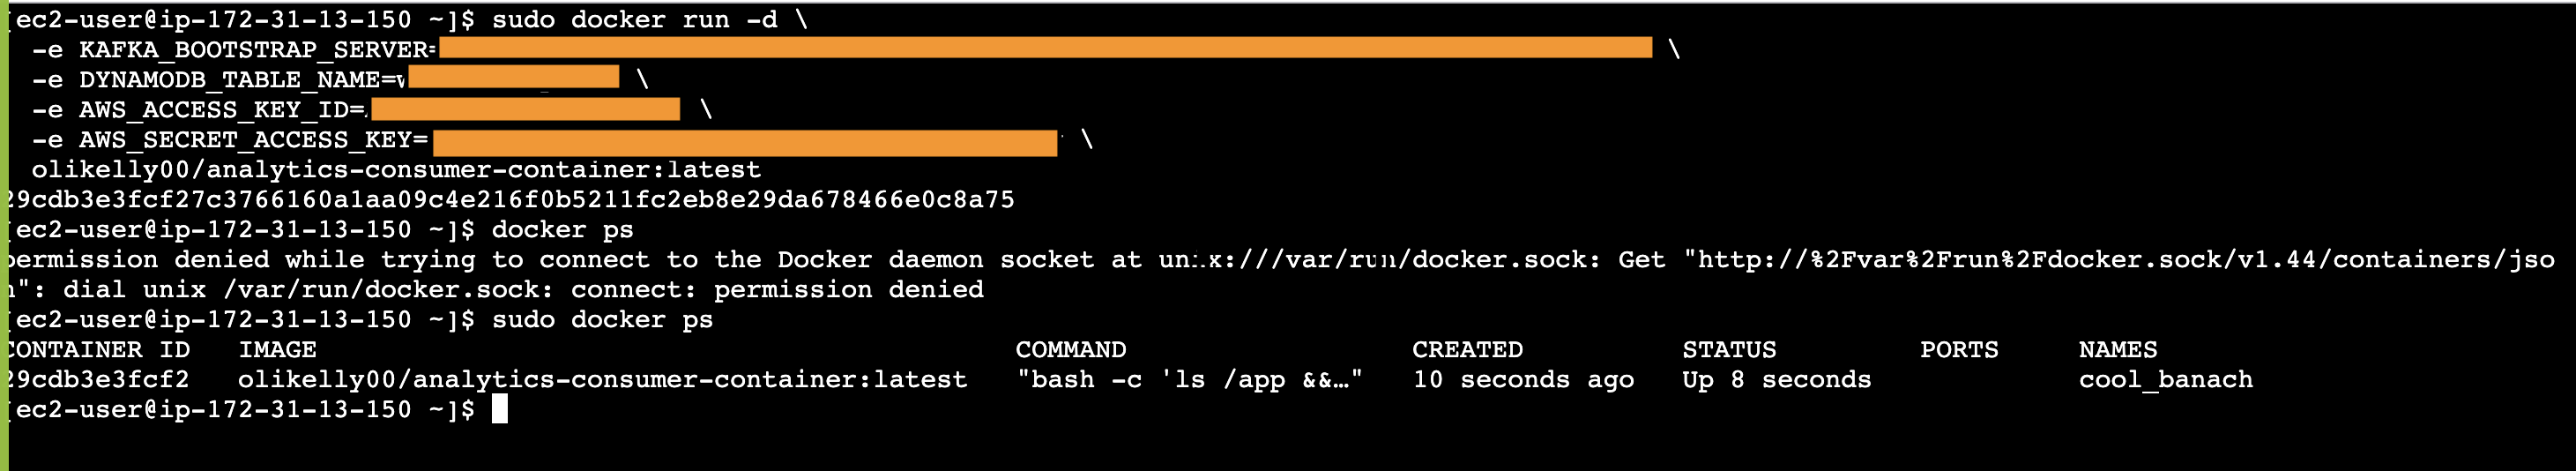 ec2-user@ip-172-31-13-150 ~]$ sudo docker run -d \
-e KAFKA_BOOTSTRAP_SERVER= \
-e DYNAMODB_TABLE_NAME= \
-e AWS_ACCESS_KEY_ID= \
-e AWS_SECRET_ACCESS_KEY= \
olikelly00/analytics-consumer-container:latest
29cdb3e3fcf27c3766160a1aa09c4e216f0b5211fc2eb8e29da678466e0c8a75
ec2-user@ip-172-31-13-150 ~]$ docker ps
permission denied while trying to connect to the Docker daemon socket at unix:///var/run/docker.sock: Get "http://%2Fvar%2Frun%2Fdocker.sock/v1.44/containers/jso
n": dial unix /var/run/docker.sock: connect: permission denied
ec2-user@ip-172-31-13-150 ~]$ sudo docker ps
CONTAINER ID IMAGE COMMAND CREATED STATUS PORTS NAMES
29cdb3e3fcf2 olikelly00/analytics-consumer-container:latest "bash -c 'ls /app &&…" 10 seconds ago Up 8 seconds cool_banach
ec2-user@ip-172-31-13-150 ~]$